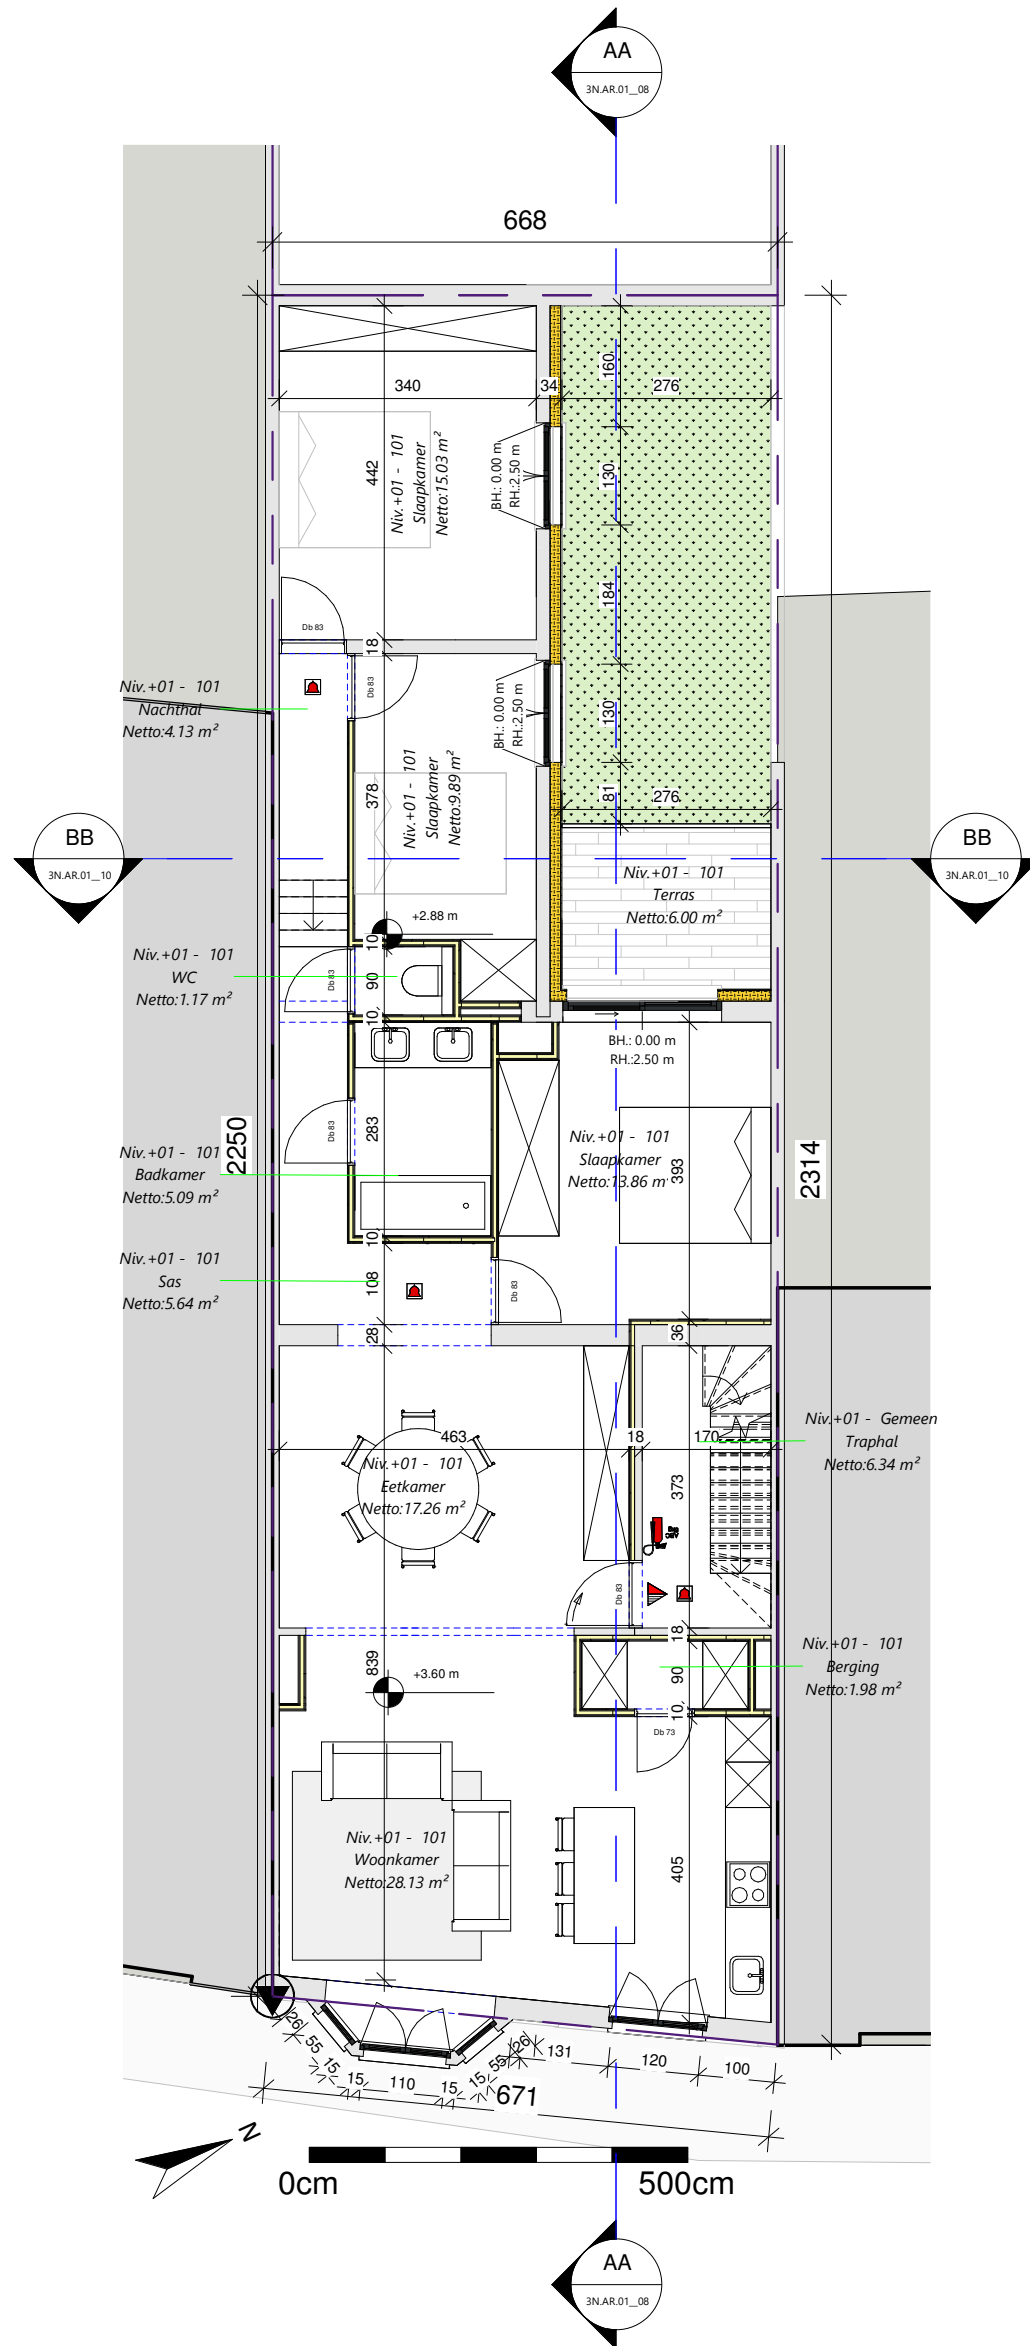 AA
3N.AR.01__08
668
340
34
276
160
442
Niv.+01 - 101
Slaapkamer
Netto:15.03 m²
BH.: 0.00 m
RH.:2.50 m
130
184
Db 83
18
Db 83
Niv.+01 - 101
Nachthal
Netto:4.13 m²
BH.: 0.00 m
RH.:2.50 m
130
378
Niv.+01 - 101
Slaapkamer
Netto:9.89 m²
81
276
BB
3N.AR.01__10
BB
3N.AR.01__10
Niv.+01 - 101
Terras
Netto:6.00 m²
+2.88 m
10
Niv.+01 - 101
WC
Netto:1.17 m²
Db 83
90
10
BH.: 0.00 m
RH.:2.50 m
2250
Db 83
283
Niv.+01 - 101
Slaapkamer
Netto:13.86 m²
393
2314
Niv.+01 - 101
Badkamer
Netto:5.09 m²
10
Niv.+01 - 101
Sas
Netto:5.64 m²
108
Db 83
28
36
463
18
170
Niv.+01 - Gemeen
Traphal
Netto:6.34 m²
Niv.+01 - 101
Eetkamer
Netto:17.26 m²
373
Db 83
18
839
+3.60 m
90
Niv.+01 - 101
Berging
Netto:1.98 m²
10
Db 73
Niv.+01 - 101
Woonkamer
Netto:28.13 m²
405
26
55
15
15
110
15
15
55
26
131
120
100
671
N
0cm
500cm
AA
3N.AR.01__08